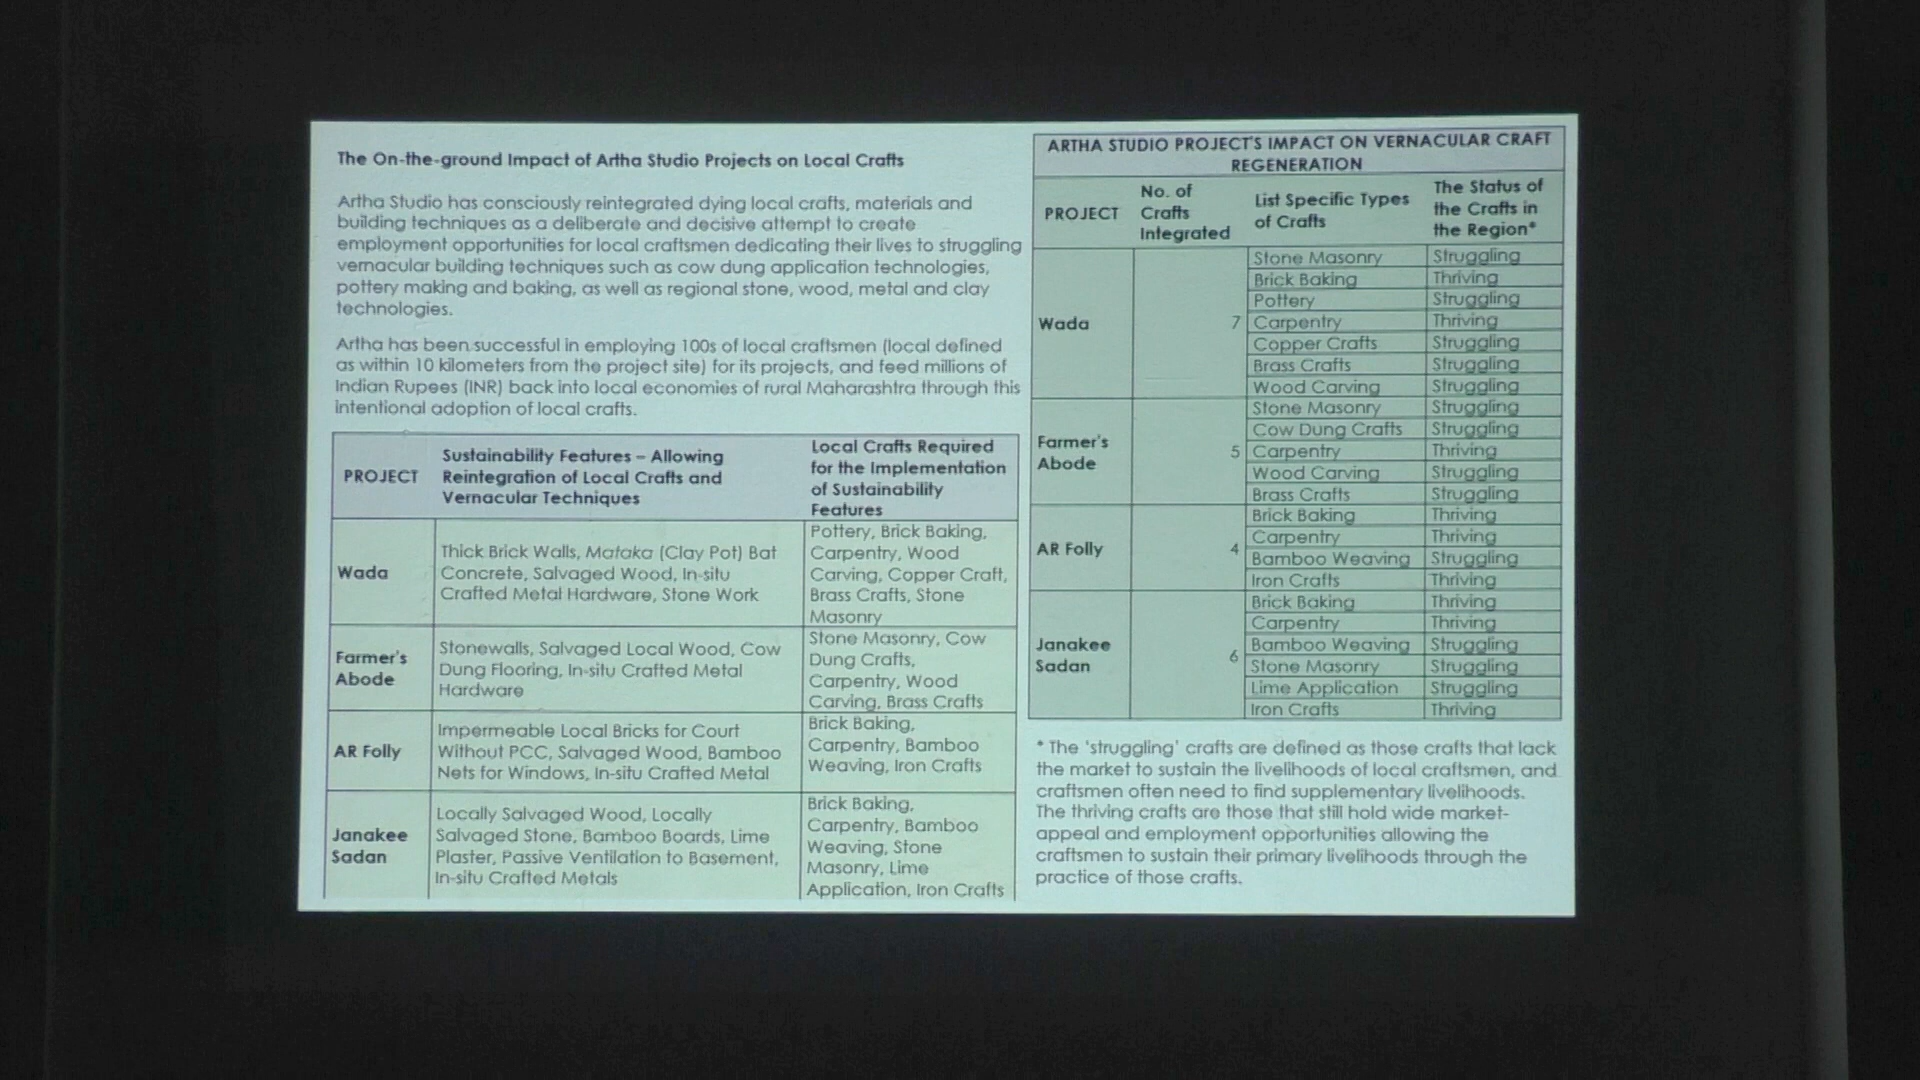 The On-the-ground Impact of Artha Studio Projects on Local Crafts
Artha Studio has consciously reintegrated dying local crafts, materials and
building techniques as a deliberate and decisive attempt to create
employment opportunities for local craftsmen dedicating their lives to struggling
vernacular building techniques such as cow dung application technologies,
pottery making and baking, as well as regional stone, wood, metal and clay
technologies.
Artha has been successful in employing 100s of local craftsmen (local defined
as within 10 kilometers from the project site) for its projects, and feed millions of
Indian Rupees (INR) back into local economies of rural Maharashtra through this
intentional adoption of local crafts.
PROJECT
Sustainability Features – Allowing
Reintegration of Local Crafts and
Vernacular Techniques
Local Crafts Required
for the Implementation
of Sustainability
Features
Wada
Thick Brick Walls, Mataka (Clay Pot) Bat
Concrete, Salvaged Wood, In-situ
Crafted Metal Hardware, Stone Work
Pottery, Brick Baking,
Carpentry, Wood
Carving, Copper Craft,
Brass Crafts, Stone
Masonry
Farmer's
Abode
Stonewalls, Salvaged Local Wood, Cow
Dung Flooring, In-situ Crafted Metal
Hardware
Stone Masonry, Cow
Dung Crafts,
Carpentry, Wood
Carving, Brass Crafts
AR Folly
Impermeable Local Bricks for Court
Without PCC, Salvaged Wood, Bamboo
Nets for Windows, In-situ Crafted Metal
Brick Baking,
Carpentry, Bamboo
Weaving, Iron Crafts
Janakee
Sadan
Locally Salvaged Wood, Locally
Salvaged Stone, Bamboo Boards, Lime
Plaster, Passive Ventilation to Basement,
In-situ Crafted Metals
Brick Baking,
Carpentry, Bamboo
Weaving, Stone
Masonry, Lime
Application, Iron Crafts
ARTHA STUDIO PROJECT'S IMPACT ON VERNACULAR CRAFT
REGENERATION
PROJECT
No. of
Crafts
Integrated
List Specific Types
of Crafts
The Status of
the Crafts in
the Region*
Wada
7
Stone Masonry Struggling
Brick Baking Thriving
Pottery Struggling
Carpentry Thriving
Copper Crafts Struggling
Brass Crafts Struggling
Wood Carving Struggling
Farmer's
Abode
5
Stone Masonry Struggling
Cow Dung Crafts Struggling
Carpentry Thriving
Wood Carving Struggling
Brass Crafts Struggling
AR Folly
4
Brick Baking Thriving
Carpentry Thriving
Bamboo Weaving Struggling
Iron Crafts Thriving
Janakee
Sadan
6
Brick Baking Thriving
Carpentry Thriving
Bamboo Weaving Struggling
Stone Masonry Struggling
Lime Application Struggling
Iron Crafts Thriving
* The 'struggling' crafts are defined as those crafts that lack
the market to sustain the livelihoods of local craftsmen, and
craftsmen often need to find supplementary livelihoods.
The thriving crafts are those that still hold wide market-
appeal and employment opportunities allowing the
craftsmen to sustain their primary livelihoods through the
practice of those crafts.